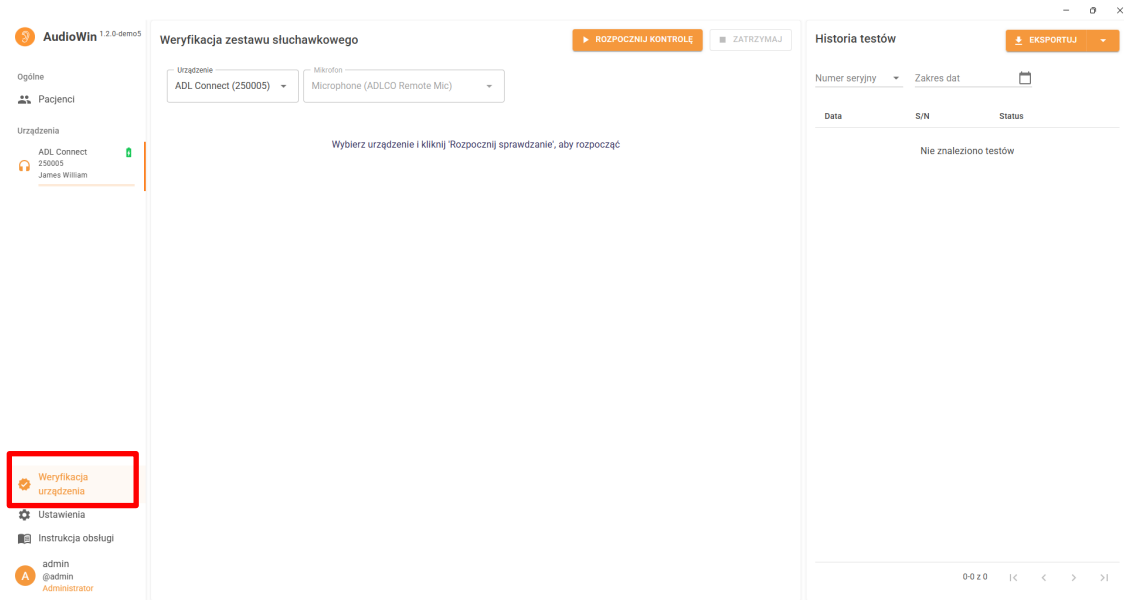 AudioWin 1.2.0-demo5
Ogólne
Pacjenci
Urządzenia
ADL Connect
250005
James William
Weryfikacja
urządzenia
Ustawienia
Instrukcja obsługi
A
admin
@admin
Administrator
Weryfikacja zestawu słuchawkowego
ROZPOCZNIJ KONTROLĘ
ZATRZYMAJ
Urządzenie
ADL Connect (250005)
Mikrofon
Microphone (ADLCO Remote Mic)
Wybierz urządzenie i kliknij 'Rozpocznij sprawdzanie', aby rozpocząć
Historia testów
EKSPORTUJ
Numer seryjny
Zakres dat
Data S/N Status
Nie znaleziono testów
0-0 z 0